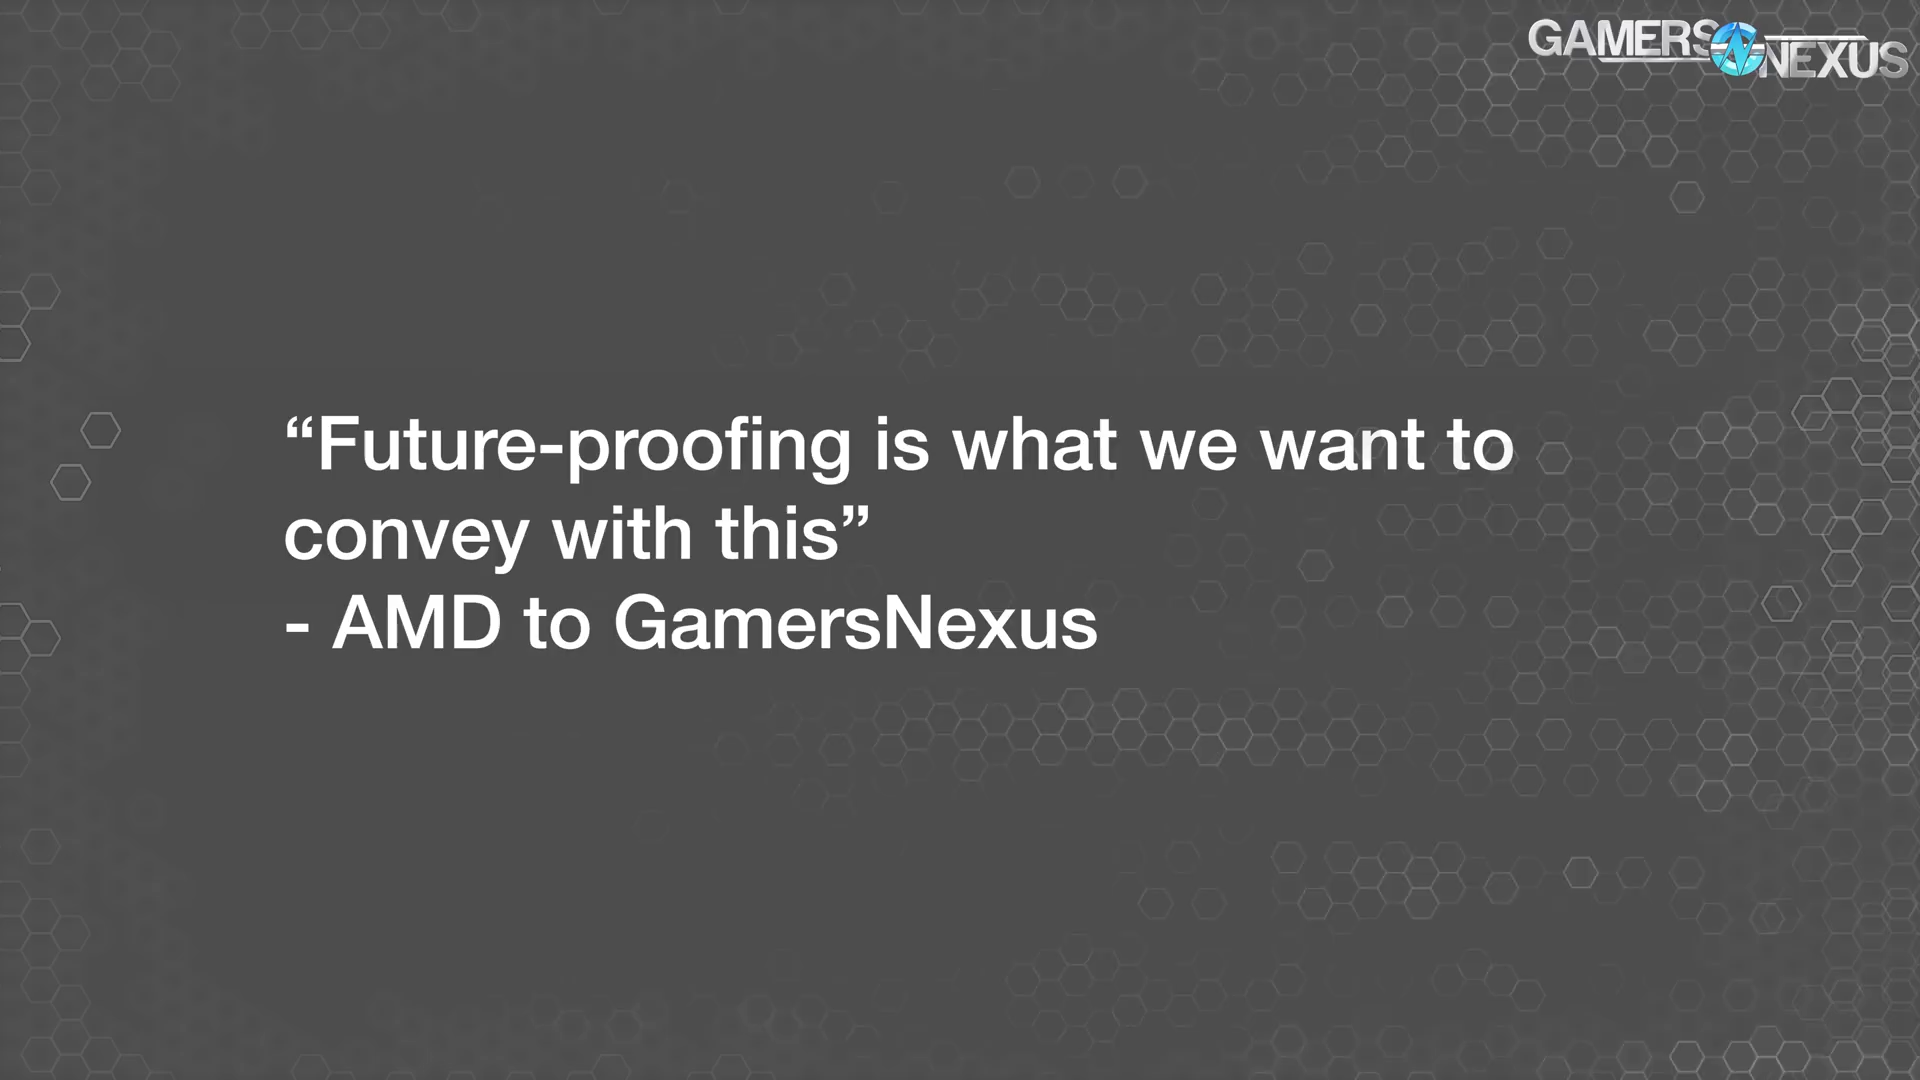 GAMERS NEXUS
“Future-proofing is what we want to
convey with this”
- AMD to GamersNexus